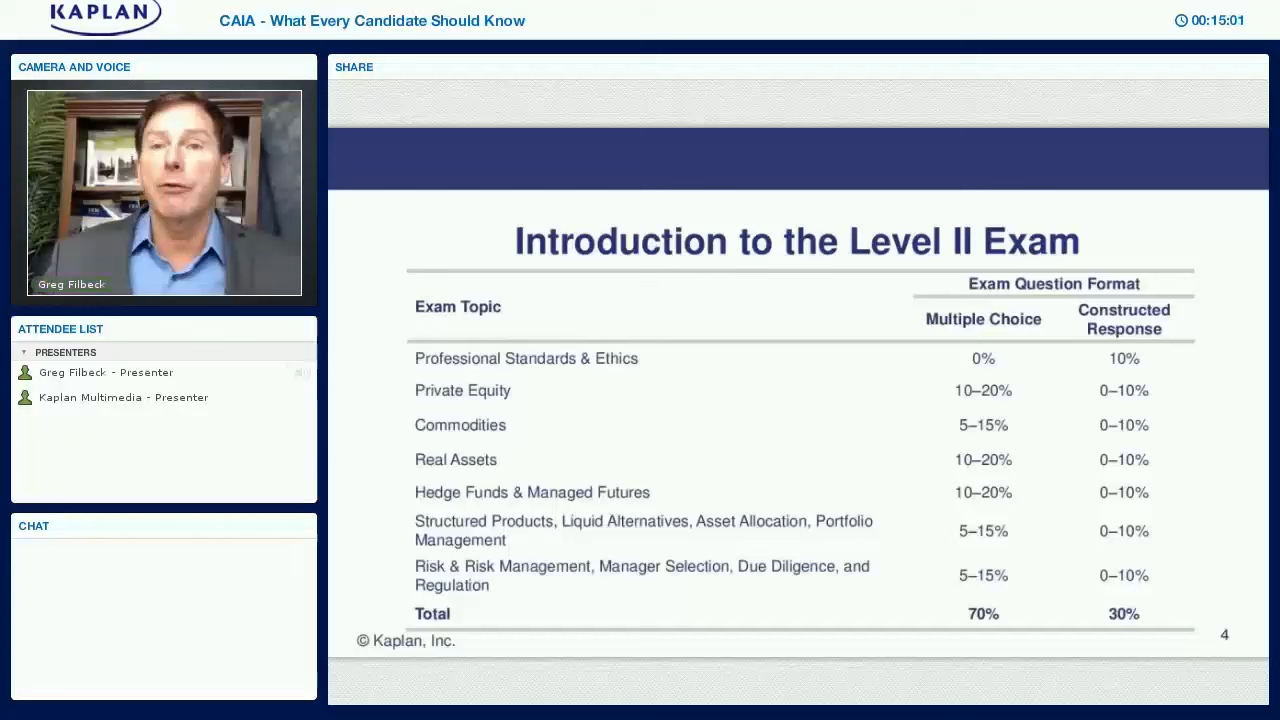 KAPLAN
CAIA - What Every Candidate Should Know
00:15:01
CAMERA AND VOICE
Greg Filbeck
ATTENDEE LIST
PRESENTERS
Greg Filbeck - Presenter
Kaplan Multimedia - Presenter
CHAT
SHARE
Introduction to the Level II Exam
Exam Question Format
Exam Topic
Multiple Choice
Constructed
Response
Professional Standards & Ethics 0% 10%
Private Equity 10–20% 0–10%
Commodities 5–15% 0–10%
Real Assets 10–20% 0–10%
Hedge Funds & Managed Futures 10–20% 0–10%
Structured Products, Liquid Alternatives, Asset Allocation, Portfolio
Management 5–15% 0–10%
Risk & Risk Management, Manager Selection, Due Diligence, and
Regulation 5–15% 0–10%
Total 70% 30%
© Kaplan, Inc.
4